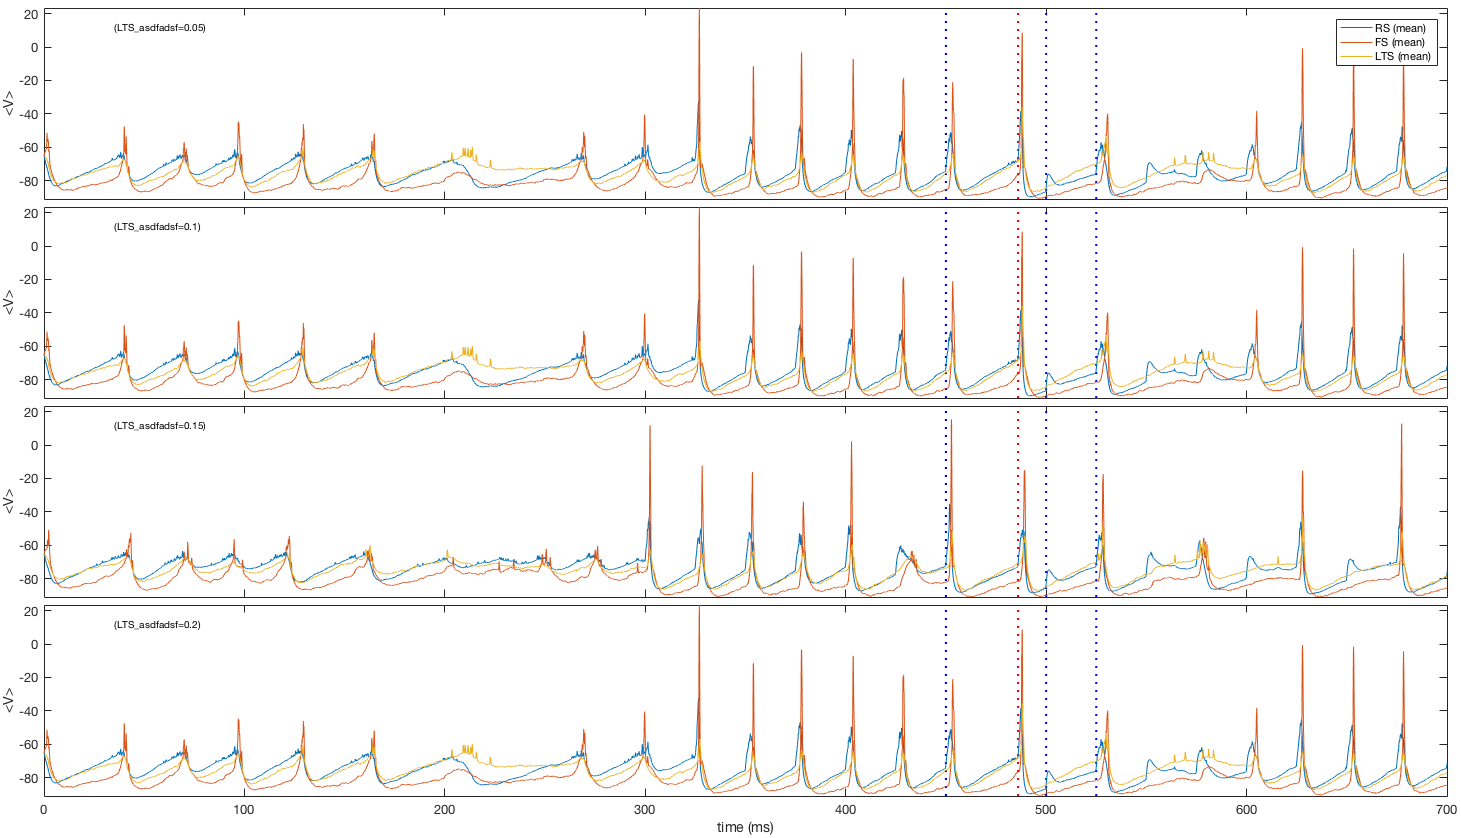 20
0
-20
-40
-60
-80
<V>
(LTS_asdfadsf=0.05)
RS (mean)
FS (mean)
LTS (mean)
20
0
-20
-40
-60
-80
<V>
(LTS_asdfadsf=0.1)
20
0
-20
-40
-60
-80
<V>
(LTS_asdfadsf=0.15)
20
0
-20
-40
-60
-80
<V>
(LTS_asdfadsf=0.2)
0 100 200 300 400 500 600 700
time (ms)